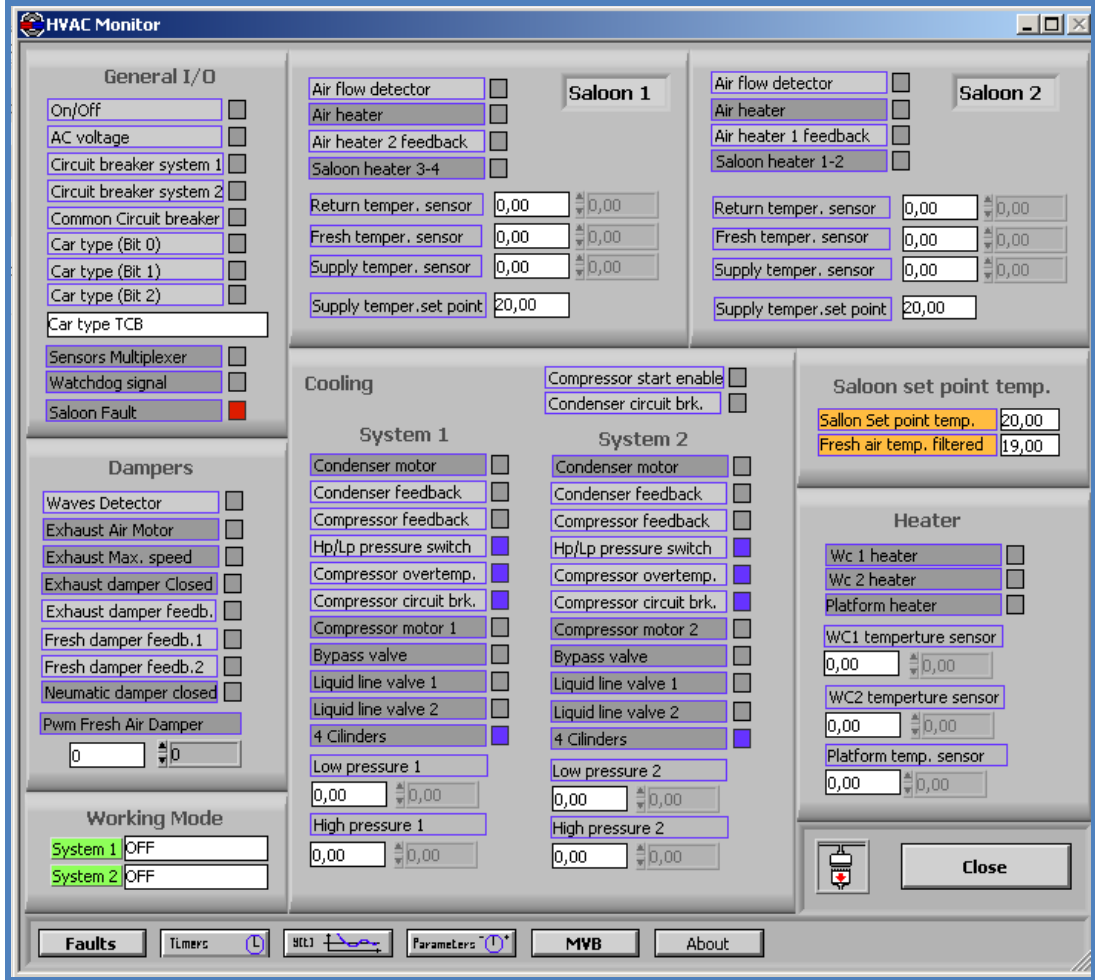 HVAC Monitor
General I/O
On/Off
AC voltage
Circuit breaker system 1
Circuit breaker system 2
Common Circuit breaker
Car type (Bit 0)
Car type (Bit 1)
Car type (Bit 2)
Car type TCB
Sensors Multiplexer
Watchdog signal
Saloon Fault
Saloon 1
Air flow detector
Air heater
Air heater 2 feedback
Saloon heater 3-4
Return temper. sensor 0,00 0,00
Fresh temper. sensor 0,00 0,00
Supply temper. sensor 0,00 0,00
Supply temper.set point 20,00
Saloon 2
Air flow detector
Air heater
Air heater 1 feedback
Saloon heater 1-2
Return temper. sensor 0,00 0,00
Fresh temper. sensor 0,00 0,00
Supply temper. sensor 0,00 0,00
Supply temper.set point 20,00
Dampers
Waves Detector
Exhaust Air Motor
Exhaust Max. speed
Exhaust damper Closed
Exhaust damper feedb.
Fresh damper feedb.1
Fresh damper feedb.2
Neumatic damper closed
Pwm Fresh Air Damper
0 0
Working Mode
System 1 OFF
System 2 OFF
Cooling
Compressor start enable
Condenser circuit brk.
System 1
Condenser motor
Condenser feedback
Compressor feedback
Hp/Lp pressure switch
Compressor overtemp.
Compressor circuit brk.
Compressor motor 1
Bypass valve
Liquid line valve 1
Liquid line valve 2
4 Cilinders
Low pressure 1
0,00 0,00
High pressure 1
0,00 0,00
System 2
Condenser motor
Condenser feedback
Compressor feedback
Hp/Lp pressure switch
Compressor overtemp.
Compressor circuit brk.
Compressor motor 2
Bypass valve
Liquid line valve 1
Liquid line valve 2
4 Cilinders
Low pressure 2
0,00 0,00
High pressure 2
0,00 0,00
Saloon set point temp.
Sallon Set point temp. 20,00
Fresh air temp. filtered 19,00
Heater
Wc 1 heater
Wc 2 heater
Platform heater
WC1 temperture sensor
0,00 0,00
WC2 temperture sensor
0,00 0,00
Platform temp. sensor
0,00 0,00
Close
Faults Timers y(t) Parameters MVB About